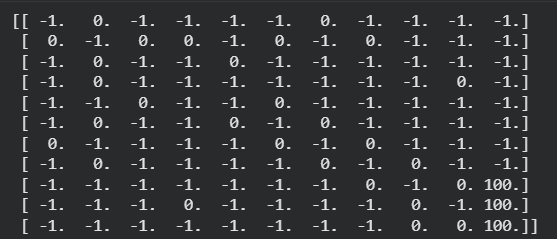 [[ -1. 0. -1. -1. -1. -1. 0. -1. -1. -1. -1.]
[ 0. -1. 0. 0. -1. 0. -1. 0. -1. -1. -1.]
[ -1. 0. -1. -1. 0. -1. -1. -1. -1. -1. -1.]
[ -1. 0. -1. -1. -1. -1. -1. -1. -1. 0. -1.]
[ -1. -1. 0. -1. -1. 0. -1. -1. -1. -1. -1.]
[ -1. 0. -1. -1. 0. -1. 0. -1. -1. -1. -1.]
[ 0. -1. -1. -1. -1. 0. -1. 0. -1. -1. -1.]
[ -1. 0. -1. -1. -1. -1. 0. -1. 0. -1. -1.]
[ -1. -1. -1. -1. -1. -1. -1. 0. -1. 0. 100.]
[ -1. -1. -1. 0. -1. -1. -1. -1. 0. -1. 100.]
[ -1. -1. -1. -1. -1. -1. -1. -1. 0. 0. 100.]]